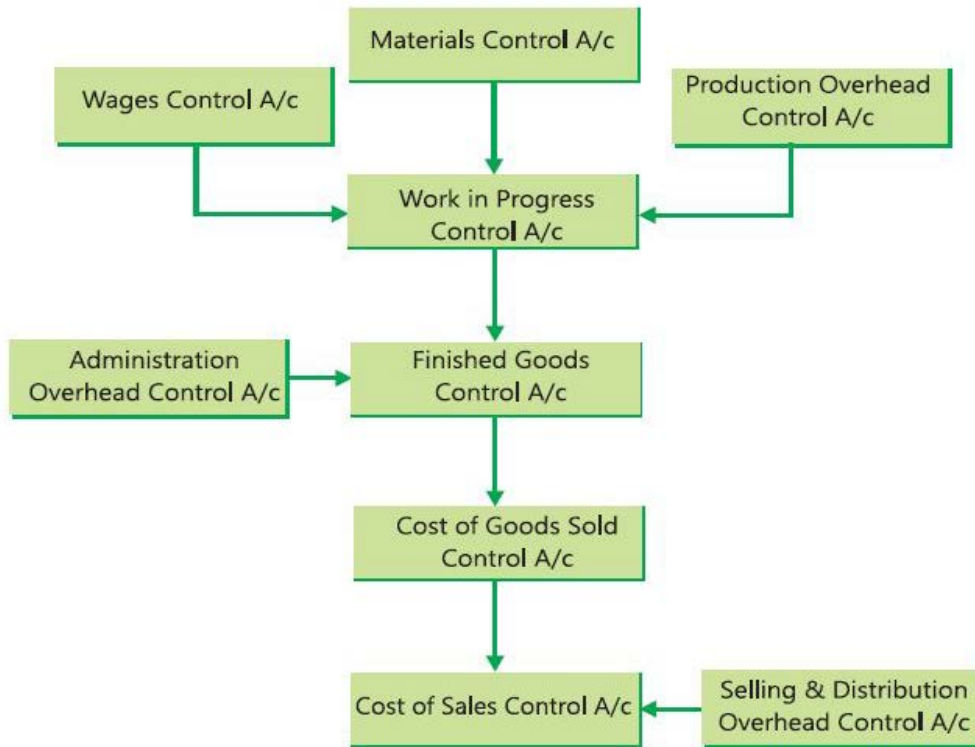 Materials Control A/c
Wages Control A/c
Production Overhead
Control A/c
Work in Progress
Control A/c
Administration
Overhead Control A/c
Finished Goods
Control A/c
Cost of Goods Sold
Control A/c
Cost of Sales Control A/c
Selling & Distribution
Overhead Control A/c